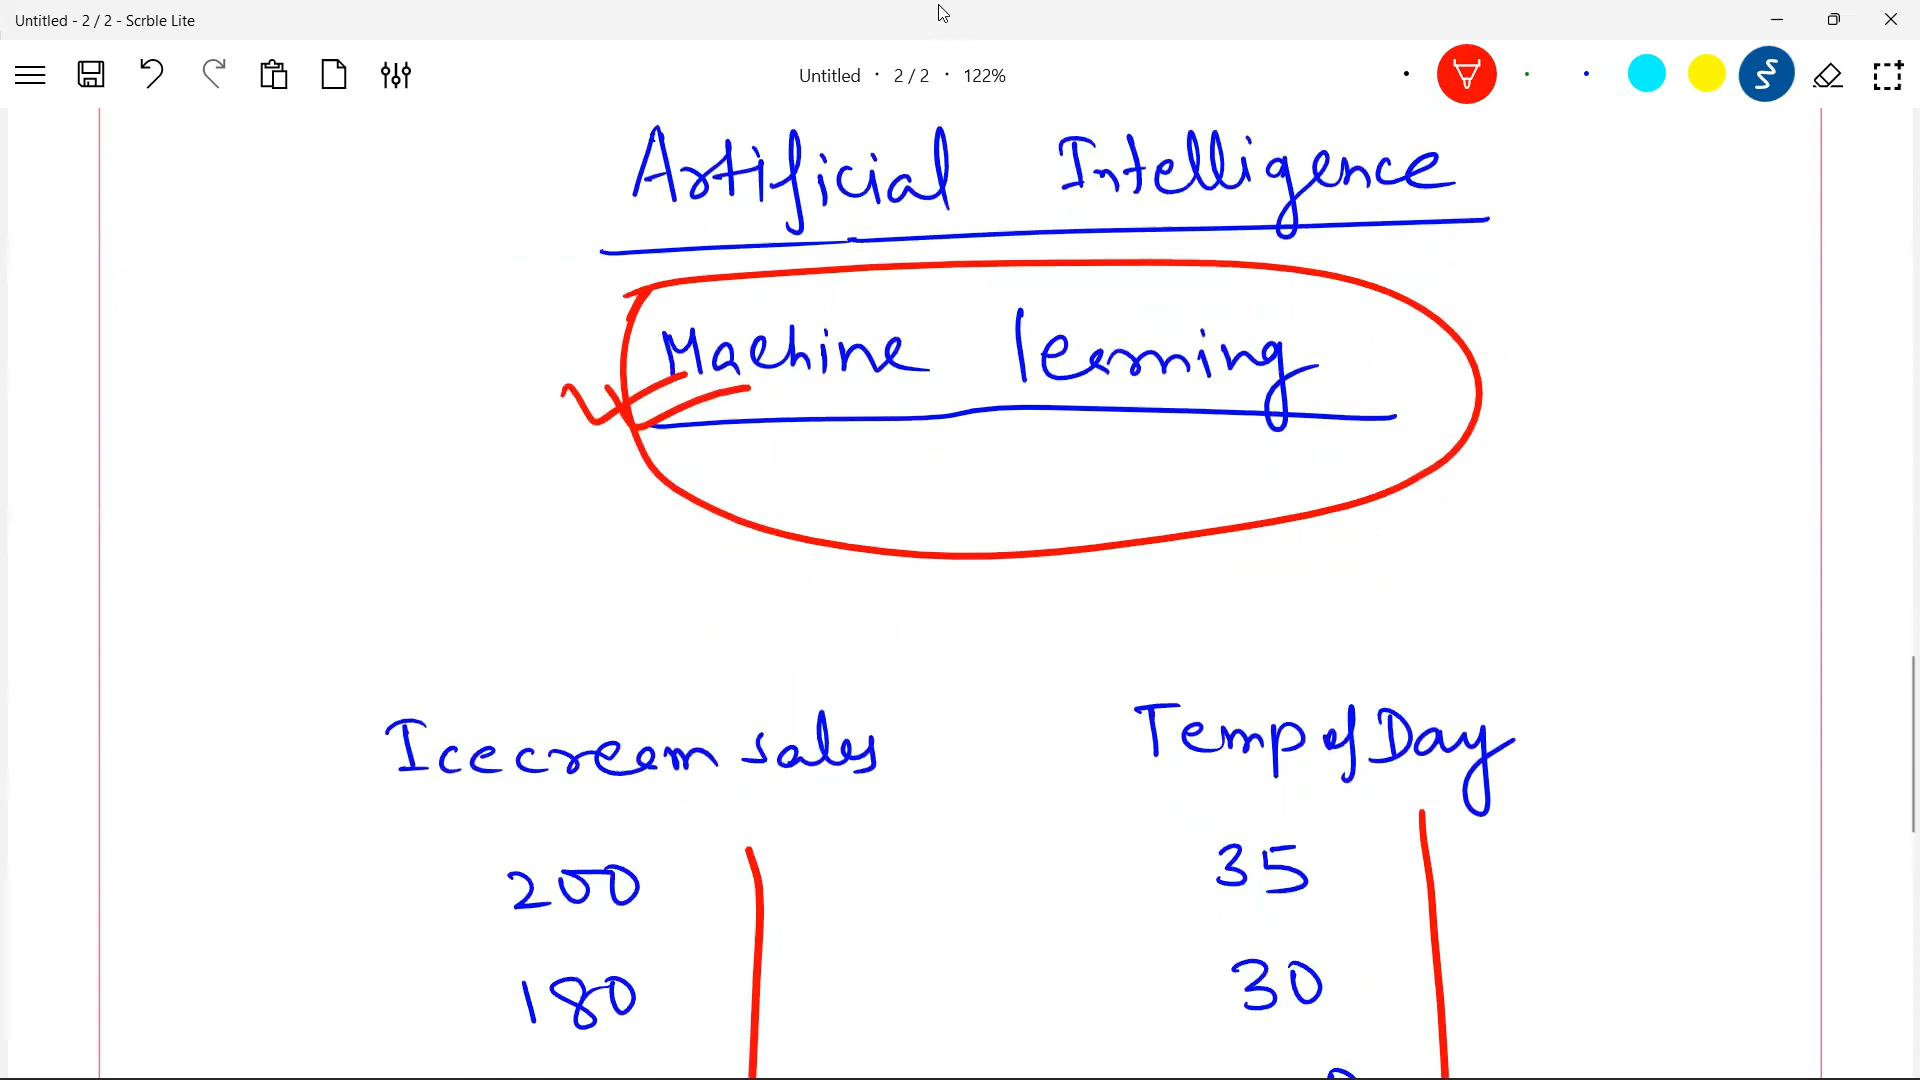 Untitled - 2 / 2 - Scrble Lite
Untitled · 2 / 2 · 122%
Artificial Intelligence
Machine learning
Icecream sales Temp of Day
200 35
180 30